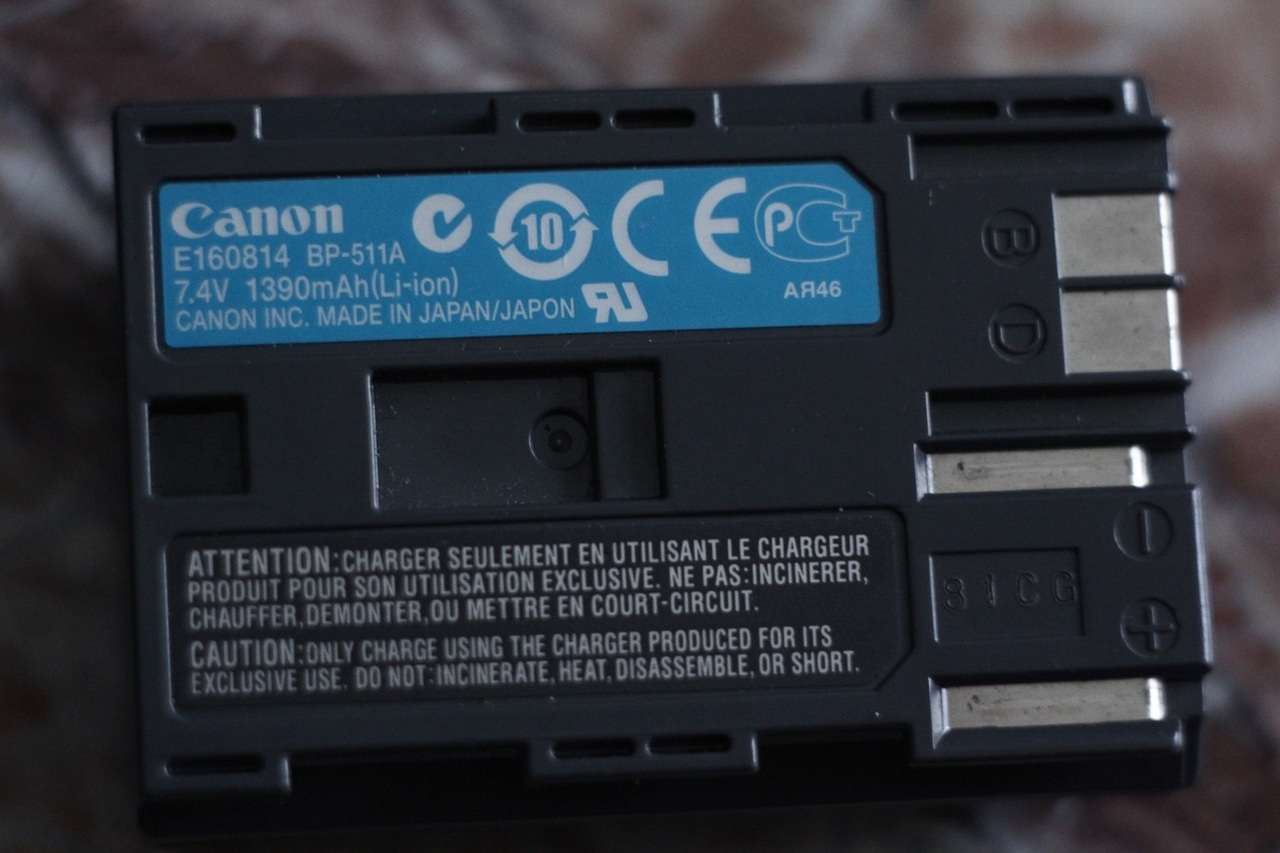 Canon
E160814 BP-511A
7.4V 1390mAh(Li-ion)
CANON INC. MADE IN JAPAN/JAPON
10
CE
PCT
АЯ46
B
D
ATTENTION:CHARGER SEULEMENT EN UTILISANT LE CHARGEUR
PRODUIT POUR SON UTILISATION EXCLUSIVE. NE PAS:INCINERER,
CHAUFFER,DEMONTER,OU METTRE EN COURT-CIRCUIT.
CAUTION:ONLY CHARGE USING THE CHARGER PRODUCED FOR ITS
EXCLUSIVE USE. DO NOT:INCINERATE, HEAT, DISASSEMBLE, OR SHORT.
−
81CG
+